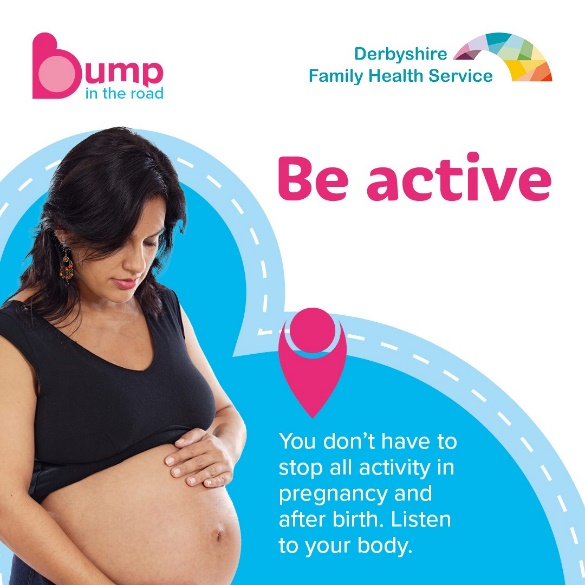 bump
in the road
Derbyshire
Family Health Service
Be active
You don’t have to
stop all activity in
pregnancy and
after birth. Listen
to your body.